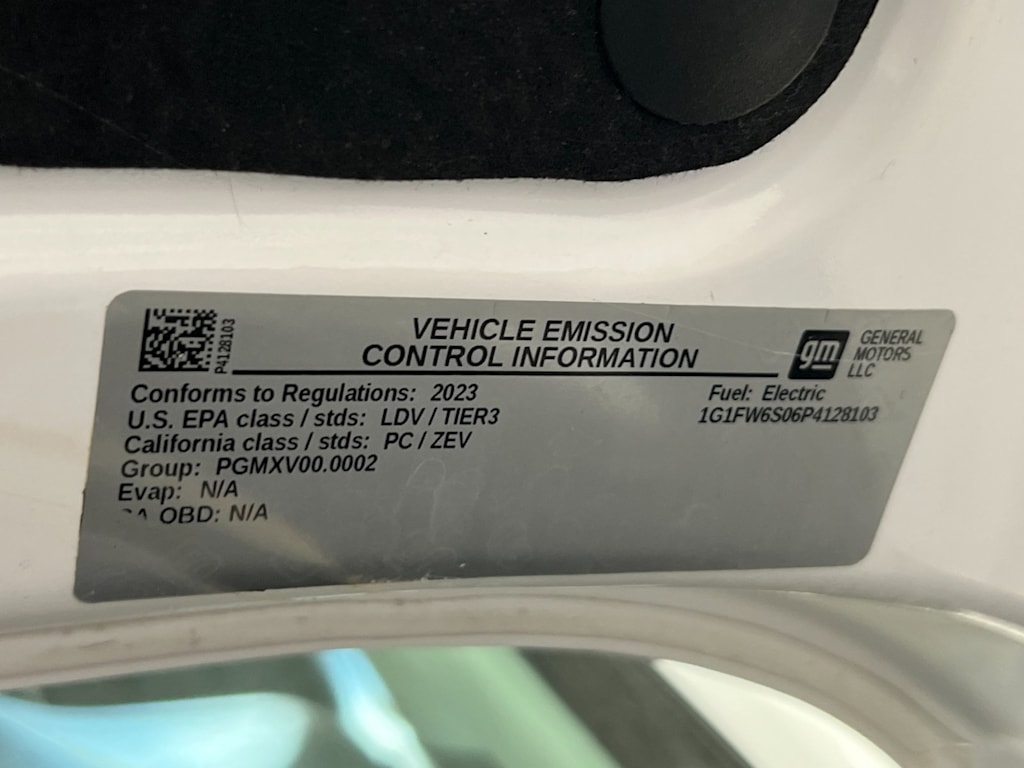 P4128103
VEHICLE EMISSION
CONTROL INFORMATION
gm
GENERAL
MOTORS
LLC
Conforms to Regulations: 2023
Fuel: Electric
U.S. EPA class / stds: LDV / TIER3
1G1FW6S06P4128103
California class / stds: PC / ZEV
Group: PGMXV00.0002
Evap: N/A
OBD: N/A